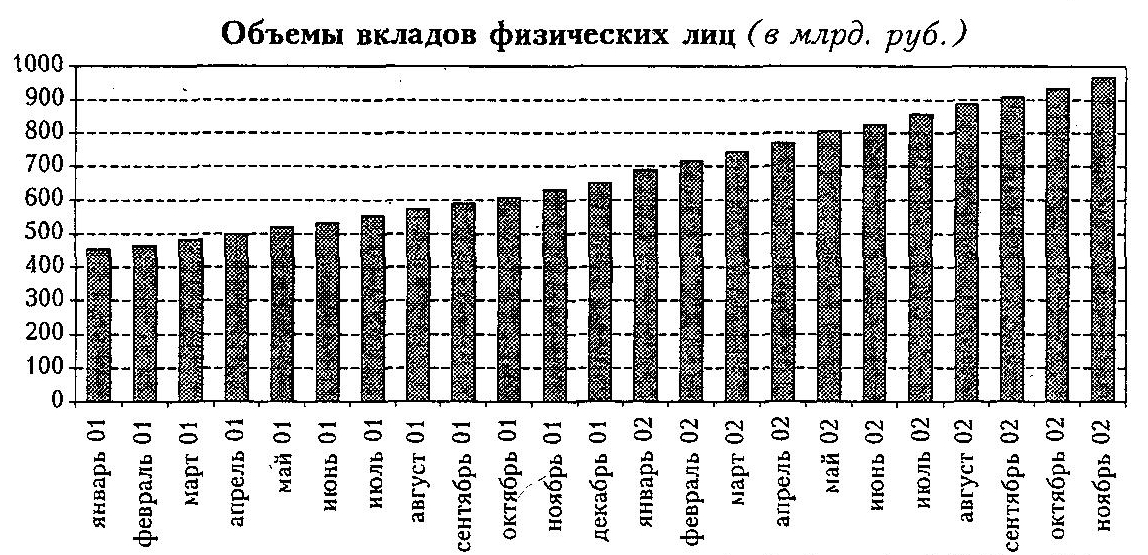 Объемы вкладов физических лиц (в млрд. руб.)
1000
900
800
700
600
500
400
300
200
100
0
январь 01
февраль 01
март 01
апрель 01
май 01
июнь 01
июль 01
август 01
сентябрь 01
октябрь 01
ноябрь 01
декабрь 01
январь 02
февраль 02
март 02
апрель 02
май 02
июнь 02
июль 02
август 02
сентябрь 02
октябрь 02
ноябрь 02